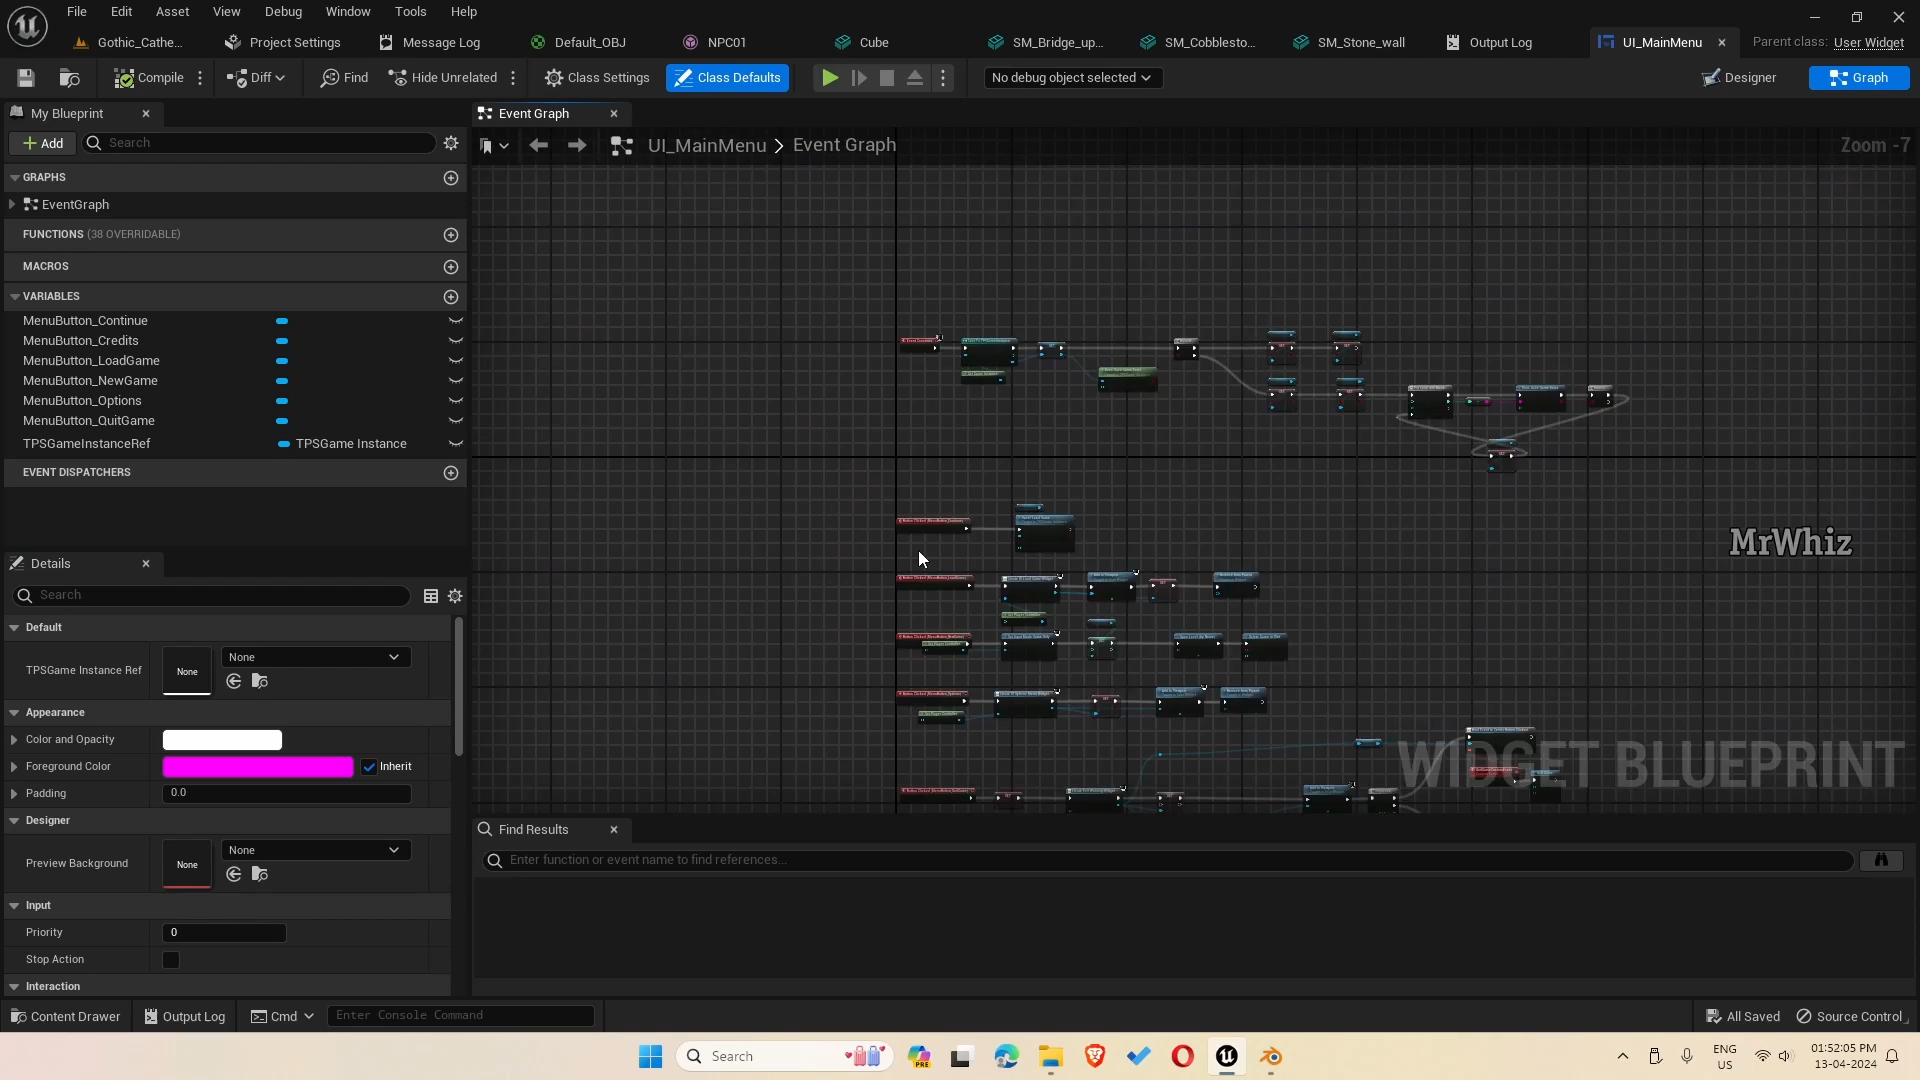 File Edit Asset View Debug Window Tools Help
Gothic_Cathe... Project Settings Message Log Default_OBJ NPC01 Cube SM_Bridge_up... SM_Cobblesto... SM_Stone_wall Output Log UI_MainMenu Parent class: User Widget
Compile Diff Find Hide Unrelated Class Settings Class Defaults No debug object selected Designer Graph
My Blueprint Event Graph
Add Search UI_MainMenu > Event Graph Zoom -7
GRAPHS
EventGraph
FUNCTIONS (38 OVERRIDABLE)
MACROS
VARIABLES
MenuButton_Continue
MenuButton_Credits
MenuButton_LoadGame
MenuButton_NewGame
MenuButton_Options
MenuButton_QuitGame
TPSGameInstanceRef TPSGame Instance
EVENT DISPATCHERS
MrWhiz
Details
Search
Default
TPSGame Instance Ref None None
Appearance
Color and Opacity
Foreground Color Inherit
WIDGET BLUEPRINT
Padding 0.0
Designer
Find Results
Preview Background None None
Enter function or event name to find references...
Input
Priority 0
Stop Action
Interaction
Content Drawer Output Log Cmd Enter Console Command All Saved Source Control
Search PRE ENG US 01:52:05 PM 13-04-2024